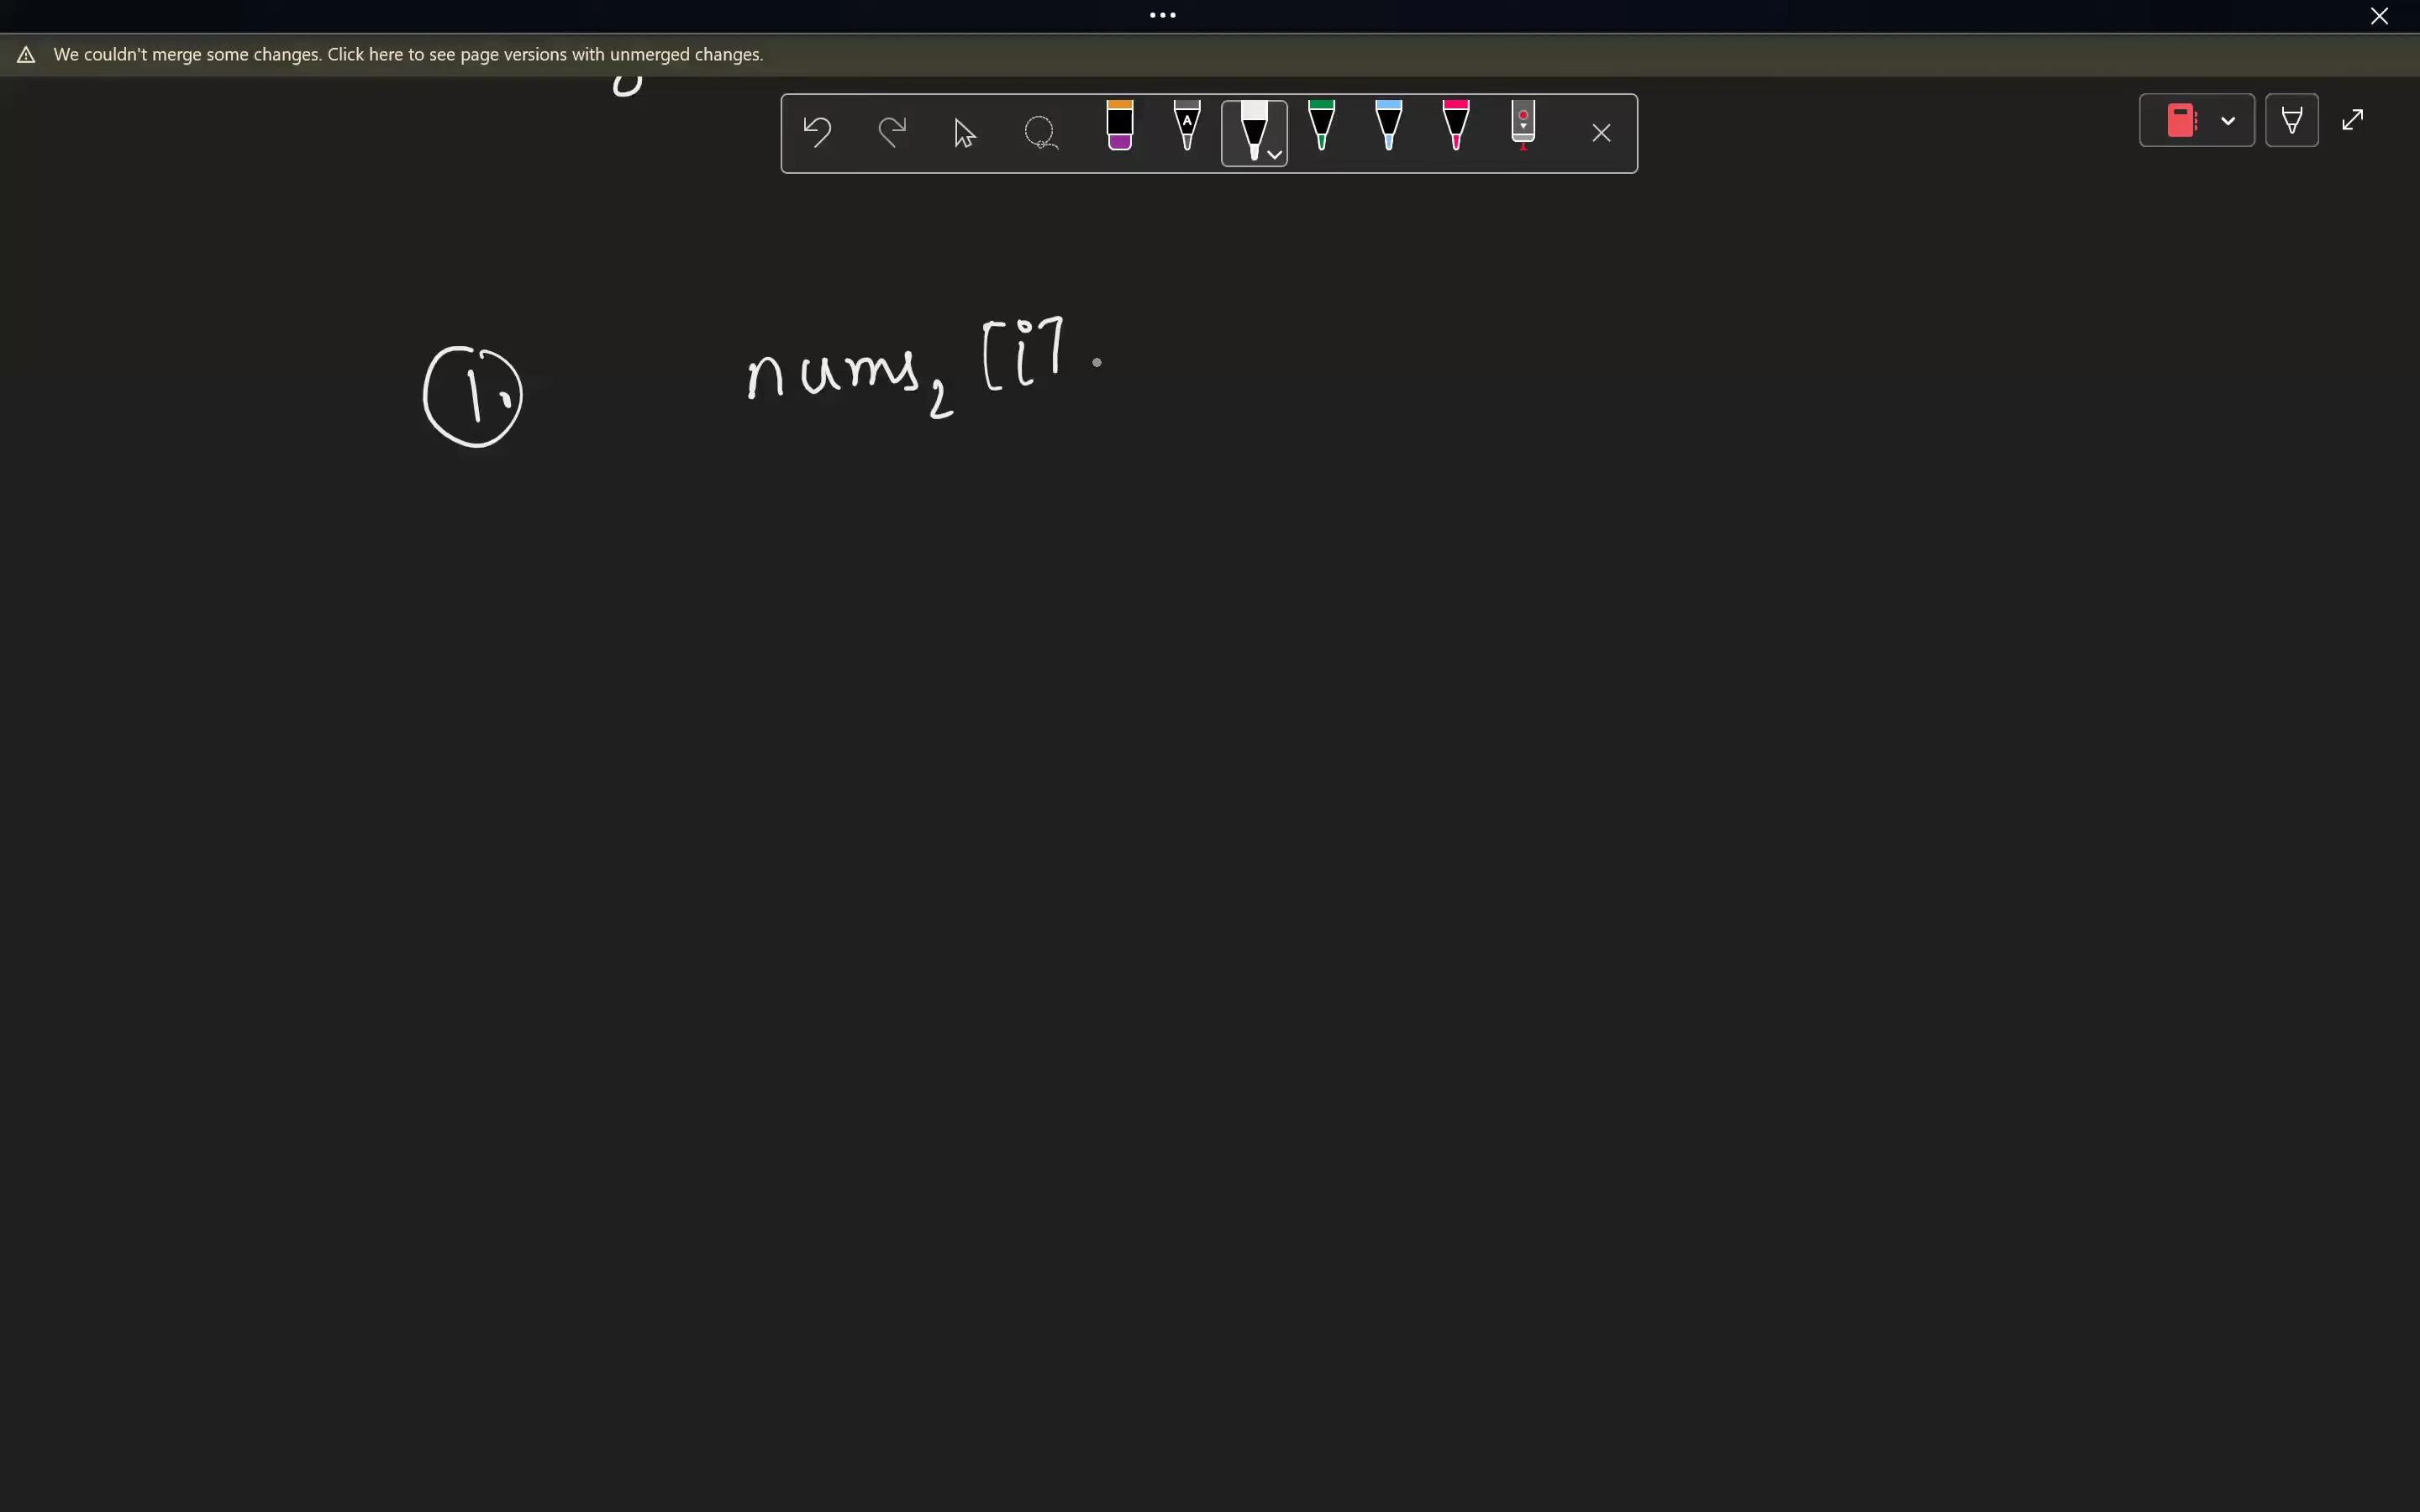 We couldn't merge some changes. Click here to see page versions with unmerged changes.
A
1. nums₂ [i]